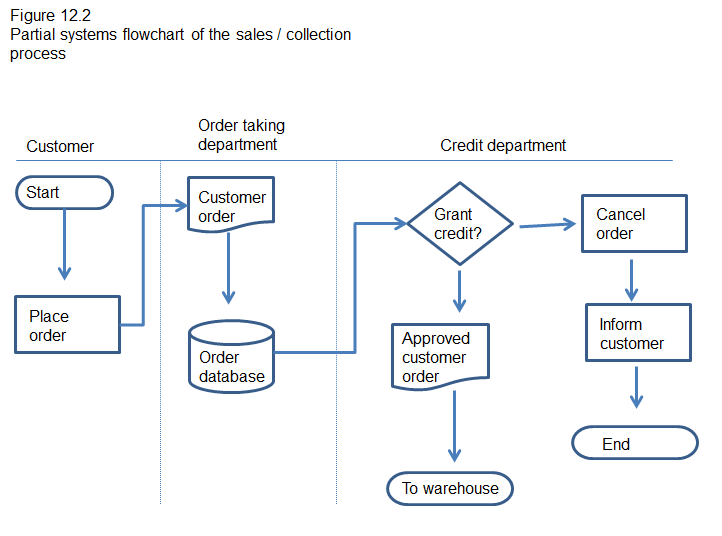 Figure 12.2
Partial systems flowchart of the sales / collection
process
Customer
Order taking
department
Credit department
Start
Place
order
Customer
order
Order
database
Grant
credit?
Approved
customer
order
To warehouse
Cancel
order
Inform
customer
End